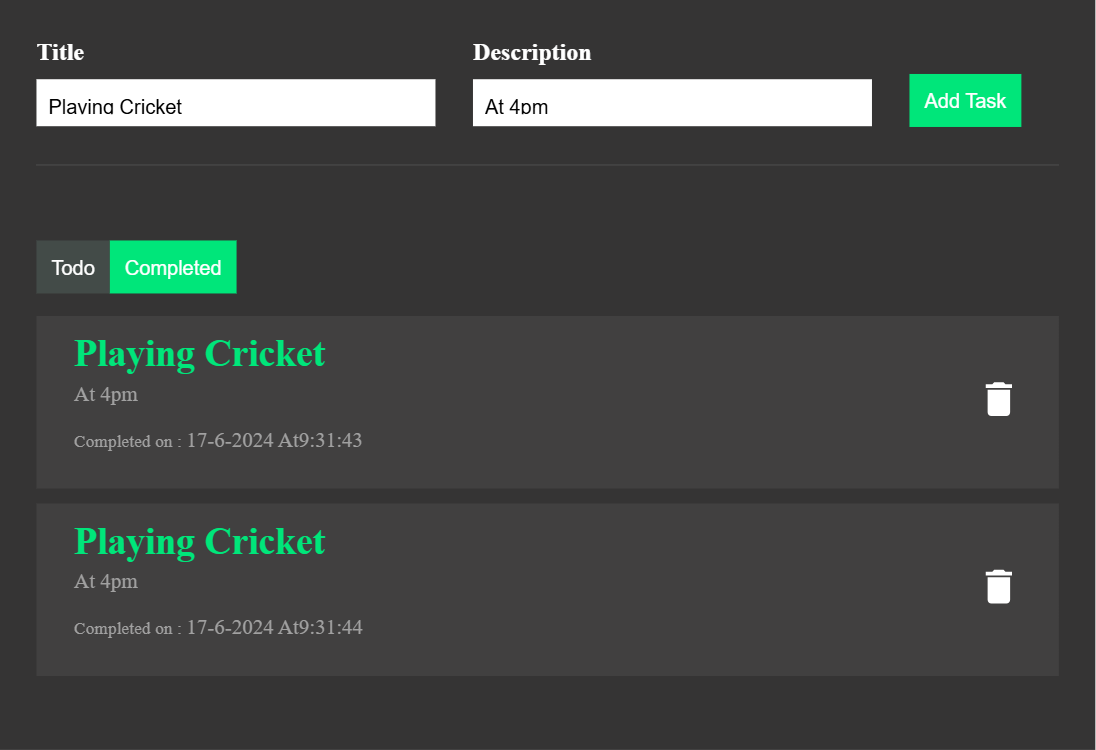 Title Description
Playing Cricket At 4pm Add Task
Todo Completed
Playing Cricket
At 4pm
Completed on : 17-6-2024 At9:31:43
Playing Cricket
At 4pm
Completed on : 17-6-2024 At9:31:44